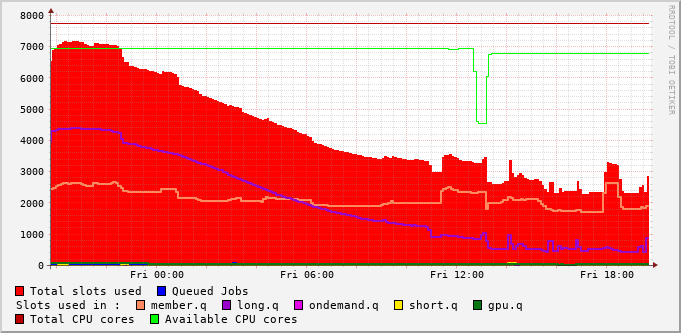 8000
7000
6000
5000
4000
3000
2000
1000
0
Fri 00:00 Fri 06:00 Fri 12:00 Fri 18:00
RRDTOOL / TOBI OETIKER
Total slots used Queued Jobs
Slots used in : member.q long.q ondemand.q short.q gpu.q
Total CPU cores Available CPU cores